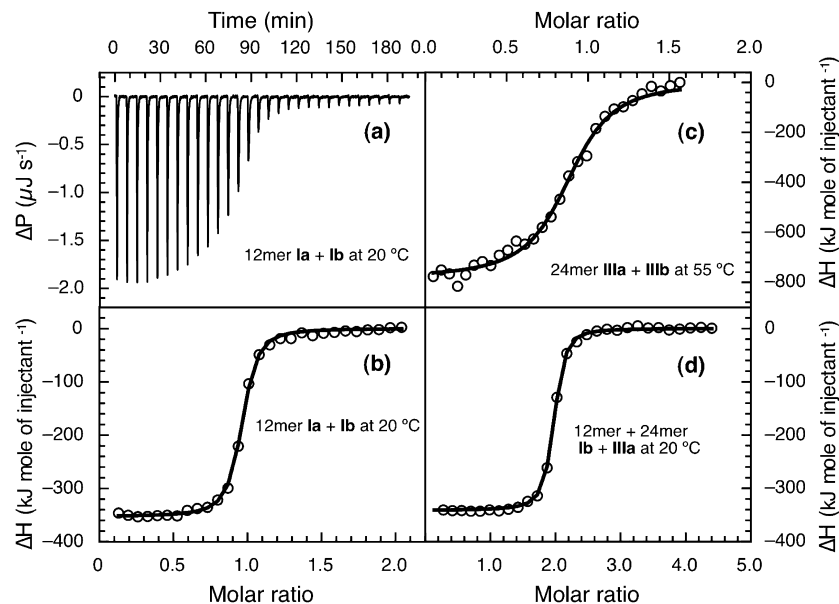 Time (min)
Molar ratio
0 30 60 90 120 150 180
0.0 0.5 1.0 1.5 2.0
ΔP (µJ s⁻¹)
0
−0.5
−1.0
−1.5
−2.0
(a)
12mer Ia + Ib at 20 ºC
(c)
24mer IIIa + IIIb at 55 ºC
0
−200
−400
−600
−800
ΔH (kJ mole of injectant ⁻¹)
ΔH (kJ mole of injectant ⁻¹)
0
−100
−200
−300
−400
(b)
12mer Ia + Ib at 20 ºC
(d)
12mer + 24mer
Ib + IIIa at 20 ºC
0
−100
−200
−300
−400
ΔH (kJ mole of injectant ⁻¹)
0.0 0.5 1.0 1.5 2.0
1.0 2.0 3.0 4.0 5.0
Molar ratio
Molar ratio